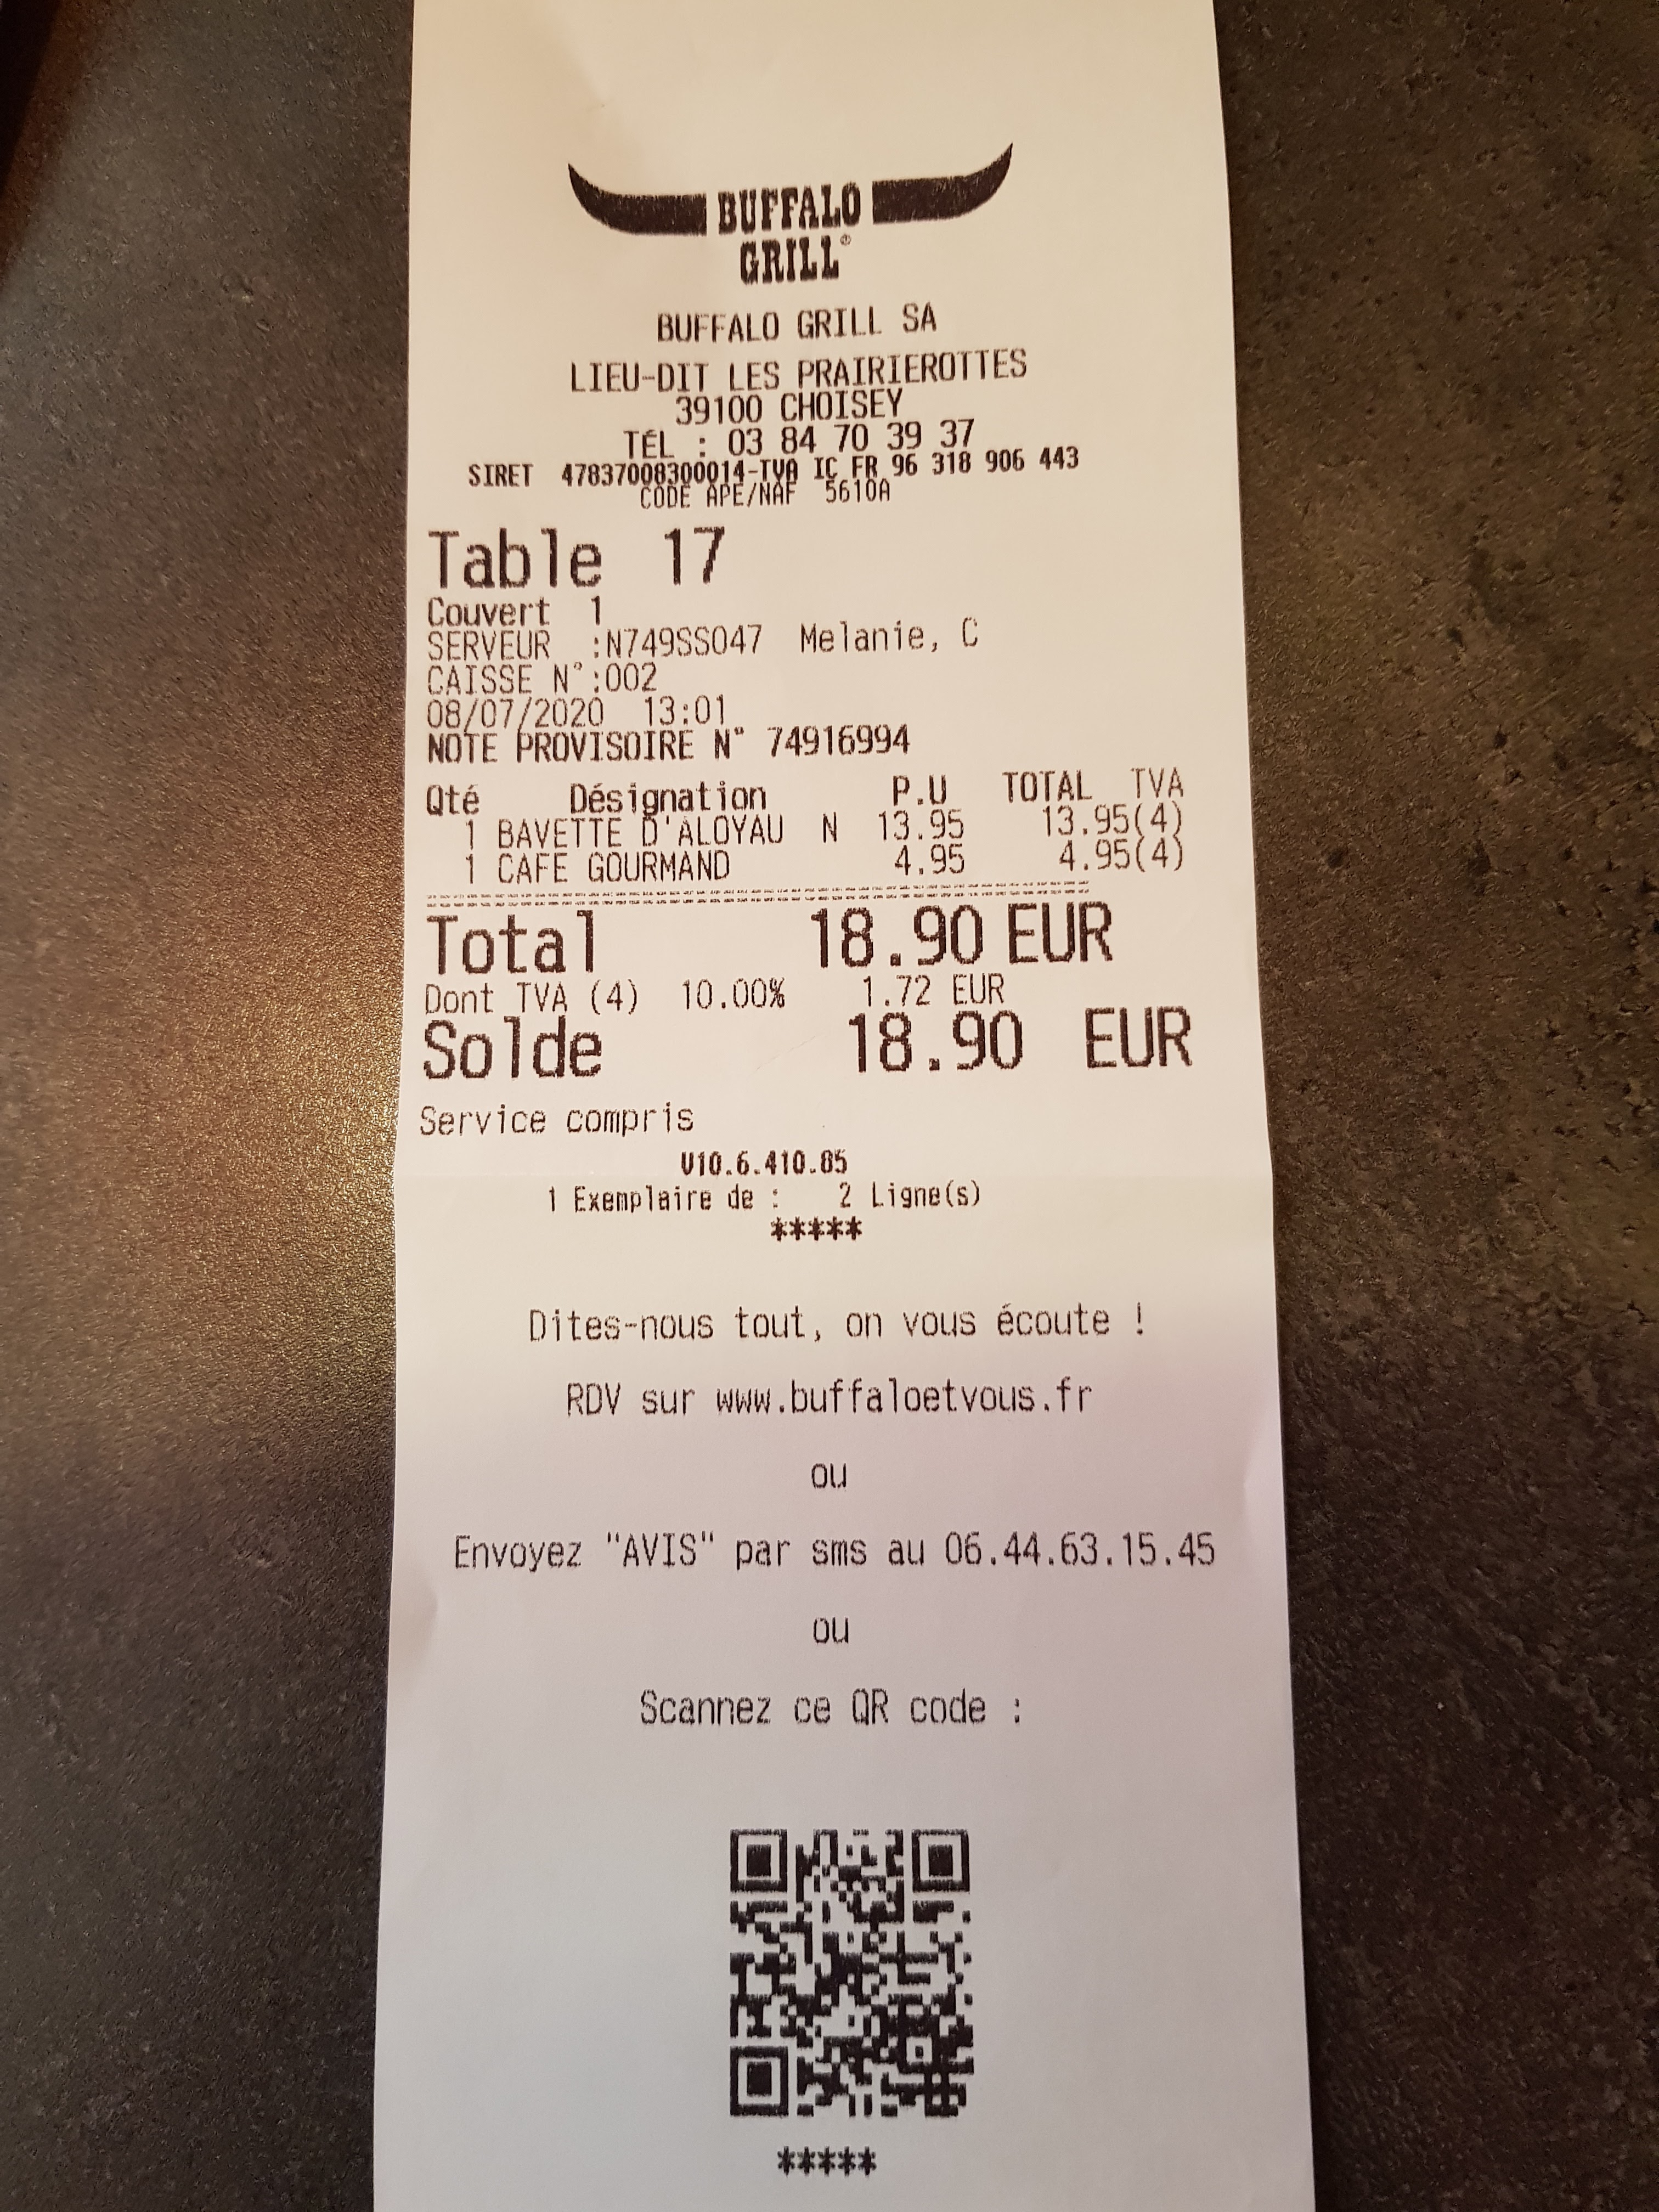 BUFFALO
GRILL®
BUFFALO GRILL SA
LIEU-DIT LES PRAIRIEROTTES
39100 CHOISEY
TÉL : 03 84 70 39 37
SIRET 47837008300014-TVA IC FR 96 318 906 443
CODE APE/NAF 5610A
Table 17
Couvert 1
SERVEUR :N749SS047 Melanie, C
CAISSE N°:002
08/07/2020 13:01
NOTE PROVISOIRE N° 74916994
Qté Désignation P.U TOTAL TVA
1 BAVETTE D'ALOYAU N 13.95 13.95(4)
1 CAFE GOURMAND 4.95 4.95(4)
Total 18.90 EUR
Dont TVA (4) 10.00% 1.72 EUR
Solde 18.90 EUR
Service compris
V10.6.410.85
1 Exemplaire de : 2 Ligne(s)
*****
Dites-nous tout, on vous écoute !
RDV sur www.buffaloetvous.fr
ou
Envoyez "AVIS" par sms au 06.44.63.15.45
ou
Scannez ce QR code :
*****